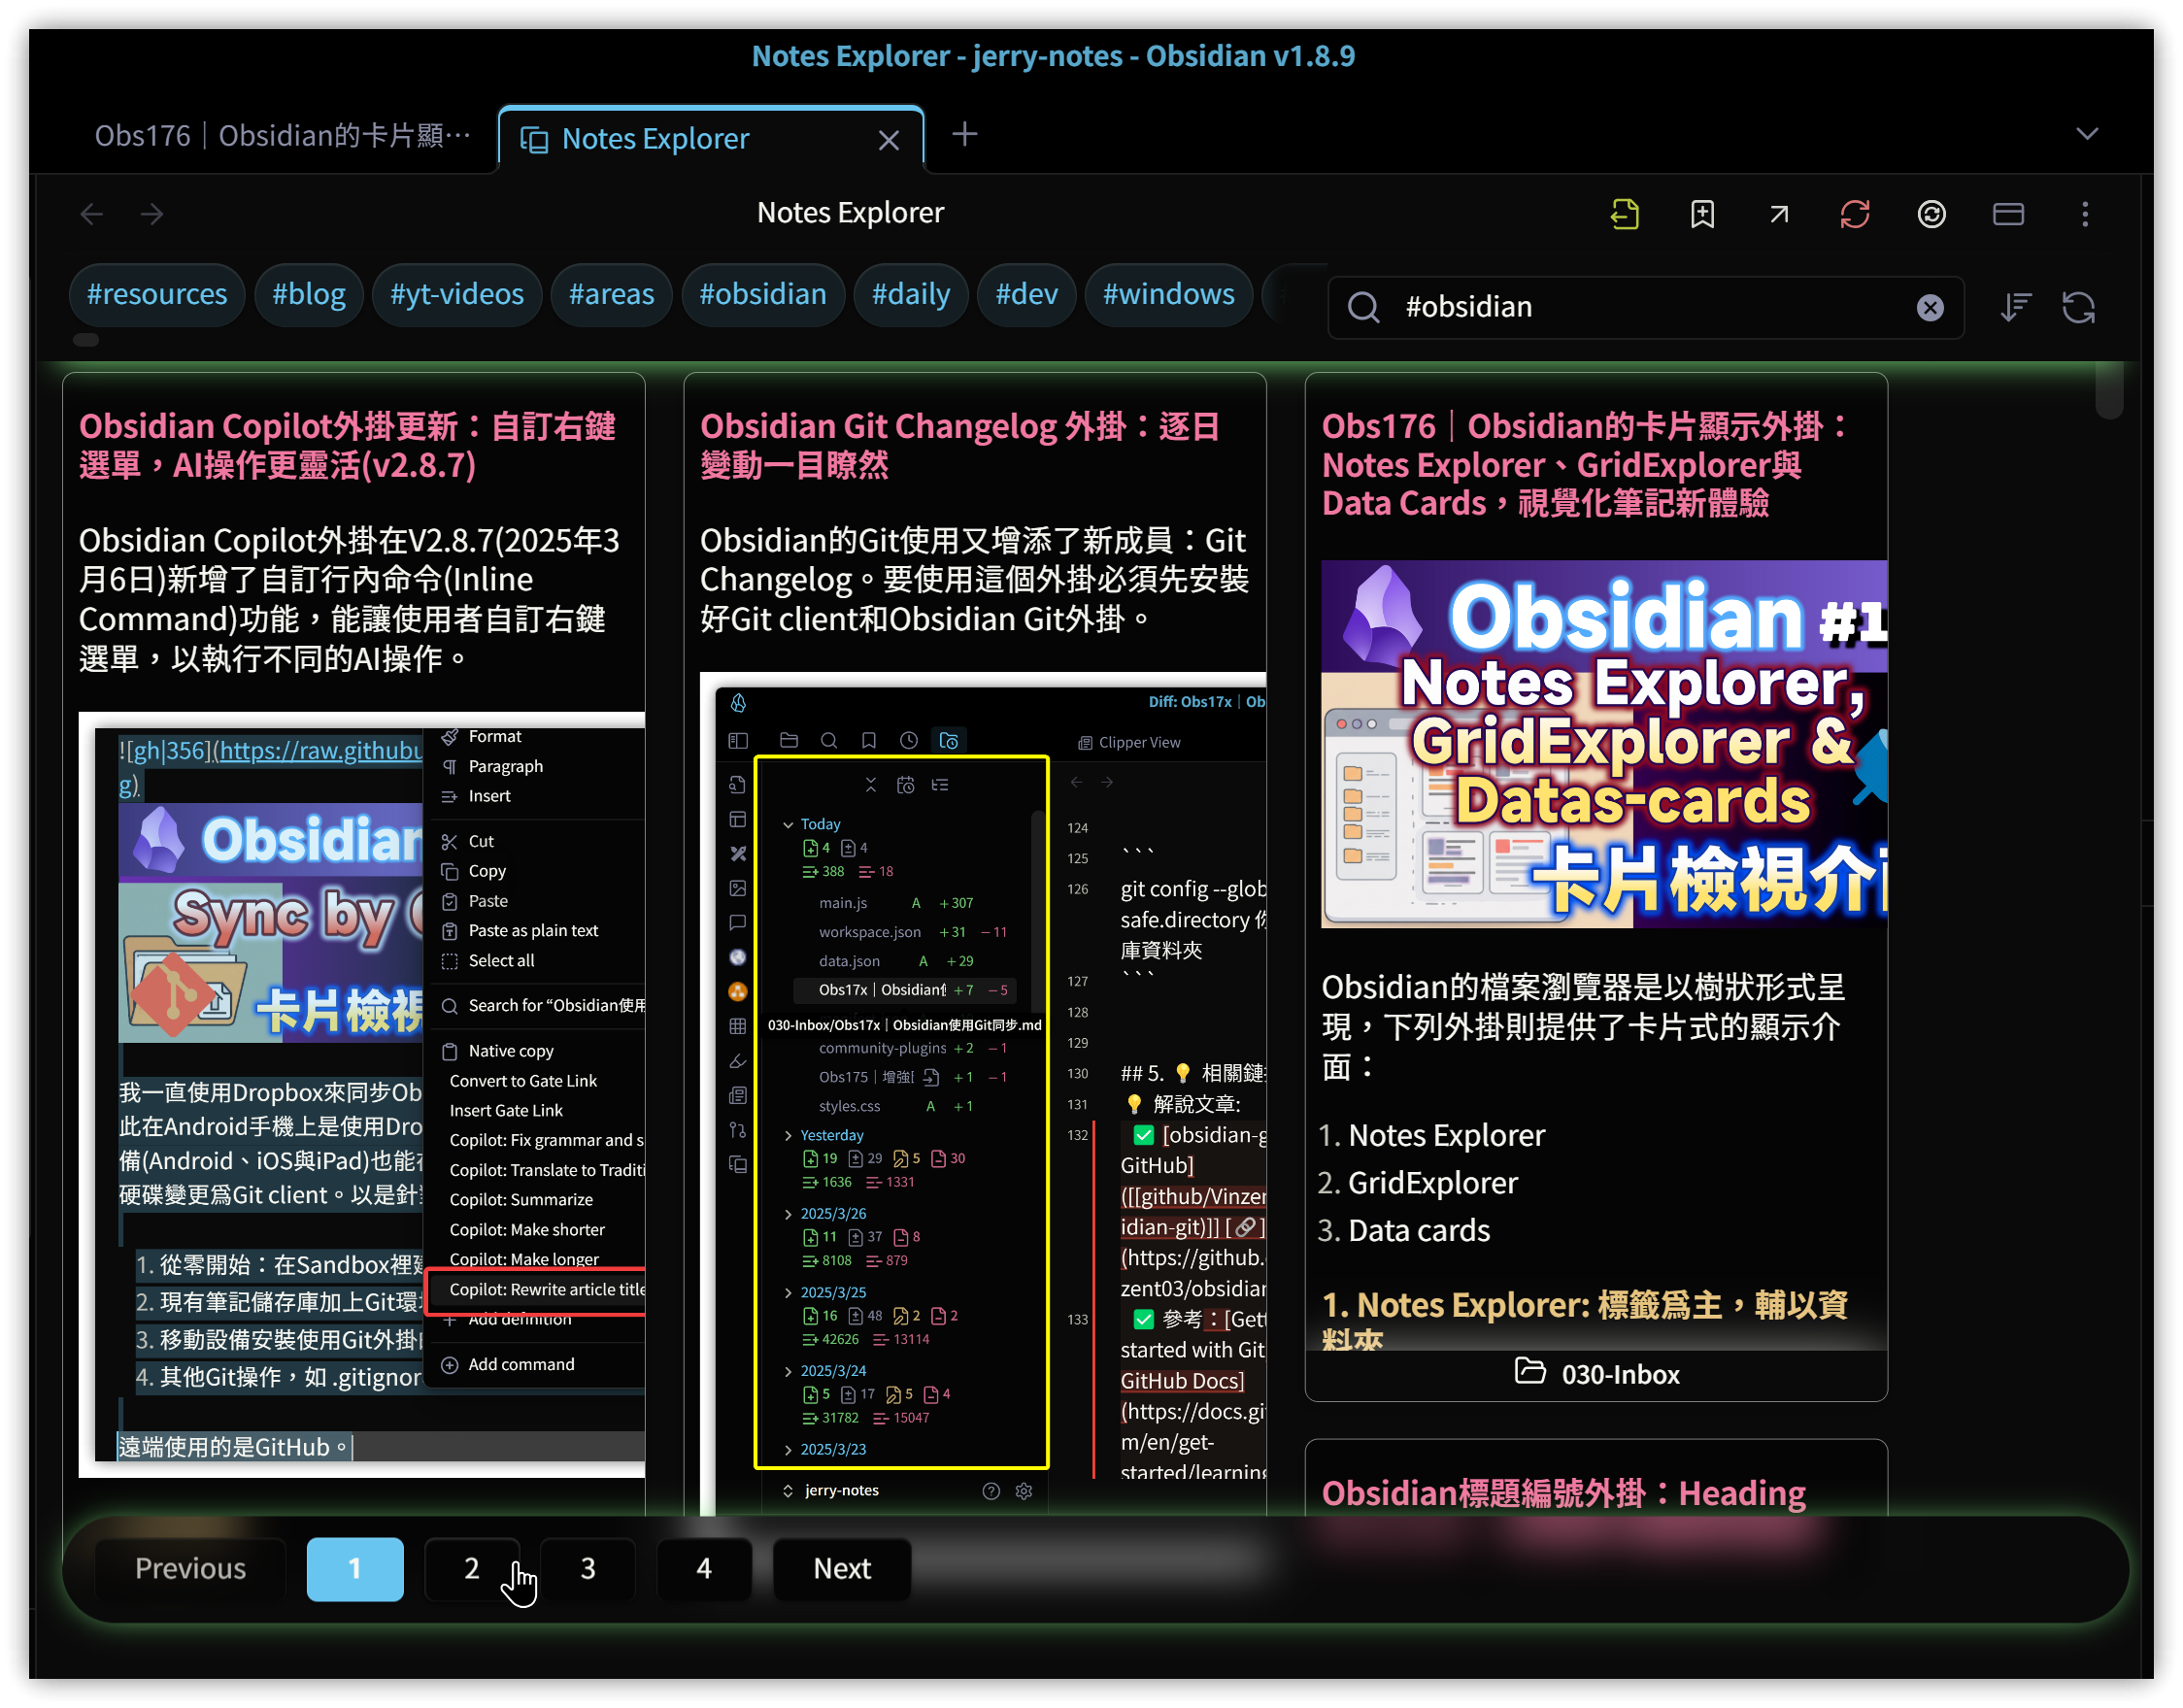 Notes Explorer - jerry-notes - Obsidian v1.8.9
Obs176｜Obsidian的卡片顯…
Notes Explorer
Notes Explorer
#resources
#blog
#yt-videos
#areas
#obsidian
#daily
#dev
#windows
#obsidian
Obsidian Copilot外掛更新：自訂右鍵
選單，AI操作更靈活(v2.8.7)
Obsidian Copilot外掛在V2.8.7(2025年3
月6日)新增了自訂行內命令(Inline
Command)功能，能讓使用者自訂右鍵
選單，以執行不同的AI操作。
![gh|356](https://raw.githubu
g)
Obsidian
Sync by
卡片檢視
我一直使用Dropbox來同步Ob
此在Android手機上是使用Dro
備(Android、iOS與iPad)也能
硬碟變更為Git client。以是針
1. 從零開始：在Sandbox裡
2. 現有筆記儲存庫加上Git環
3. 移動設備安裝使用Git外掛
4. 其他Git操作，如 .gitignor
遠端使用的是GitHub。
Format
Paragraph
Insert
Cut
Copy
Paste
Paste as plain text
Select all
Search for “Obsidian使用
Native copy
Convert to Gate Link
Insert Gate Link
Copilot: Fix grammar and s
Copilot: Translate to Traditi
Copilot: Summarize
Copilot: Make shorter
Copilot: Make longer
Copilot: Rewrite article title
Add definition
Add command
Obsidian Git Changelog 外掛：逐日
變動一目瞭然
Obsidian的Git使用又增添了新成員：Git
Changelog。要使用這個外掛必須先安裝
好Git client和Obsidian Git外掛。
Diff: Obs17x｜Ob
Clipper View
Today
4 4
388 18
main.js A +307
workspace.json +31 −11
data.json A +29
Obs17x｜Obsidian +7 −5
030-Inbox/Obs17x｜Obsidian使用Git同步.md
community-plugins +2 −1
Obs175｜增強 +1 −1
styles.css A +1
Yesterday
19 29 5 30
1636 1331
2025/3/26
11 37 8
8108 879
2025/3/25
16 48 2 2
42626 13114
2025/3/24
5 17 5 4
31782 15047
2025/3/23
jerry-notes
124
125 ```
126 git config --glob
safe.directory
庫資料夾
127 ```
128
129
130 ## 5. 💡 相關鏈
131 💡 解說文章:
132 ✅ [obsidian-g
GitHub]
([[github/Vinzen
idian-git)]] [🔗]
(https://github.
zent03/obsidian
133 ✅ 參考：[Gett
started with Git
GitHub Docs]
(https://docs.gi
m/en/get-
started/learning
Obs176｜Obsidian的卡片顯示外掛：
Notes Explorer、GridExplorer與
Data Cards，視覺化筆記新體驗
Obsidian #1
Notes Explorer,
GridExplorer &
Datas-cards
卡片檢視介
Obsidian的檔案瀏覽器是以樹狀形式呈
現，下列外掛則提供了卡片式的顯示介
面：
1. Notes Explorer
2. GridExplorer
3. Data cards
1. Notes Explorer: 標籤為主，輔以資
料夾
030-Inbox
Obsidian標題編號外掛：Heading
Previous
1
2
3
4
Next